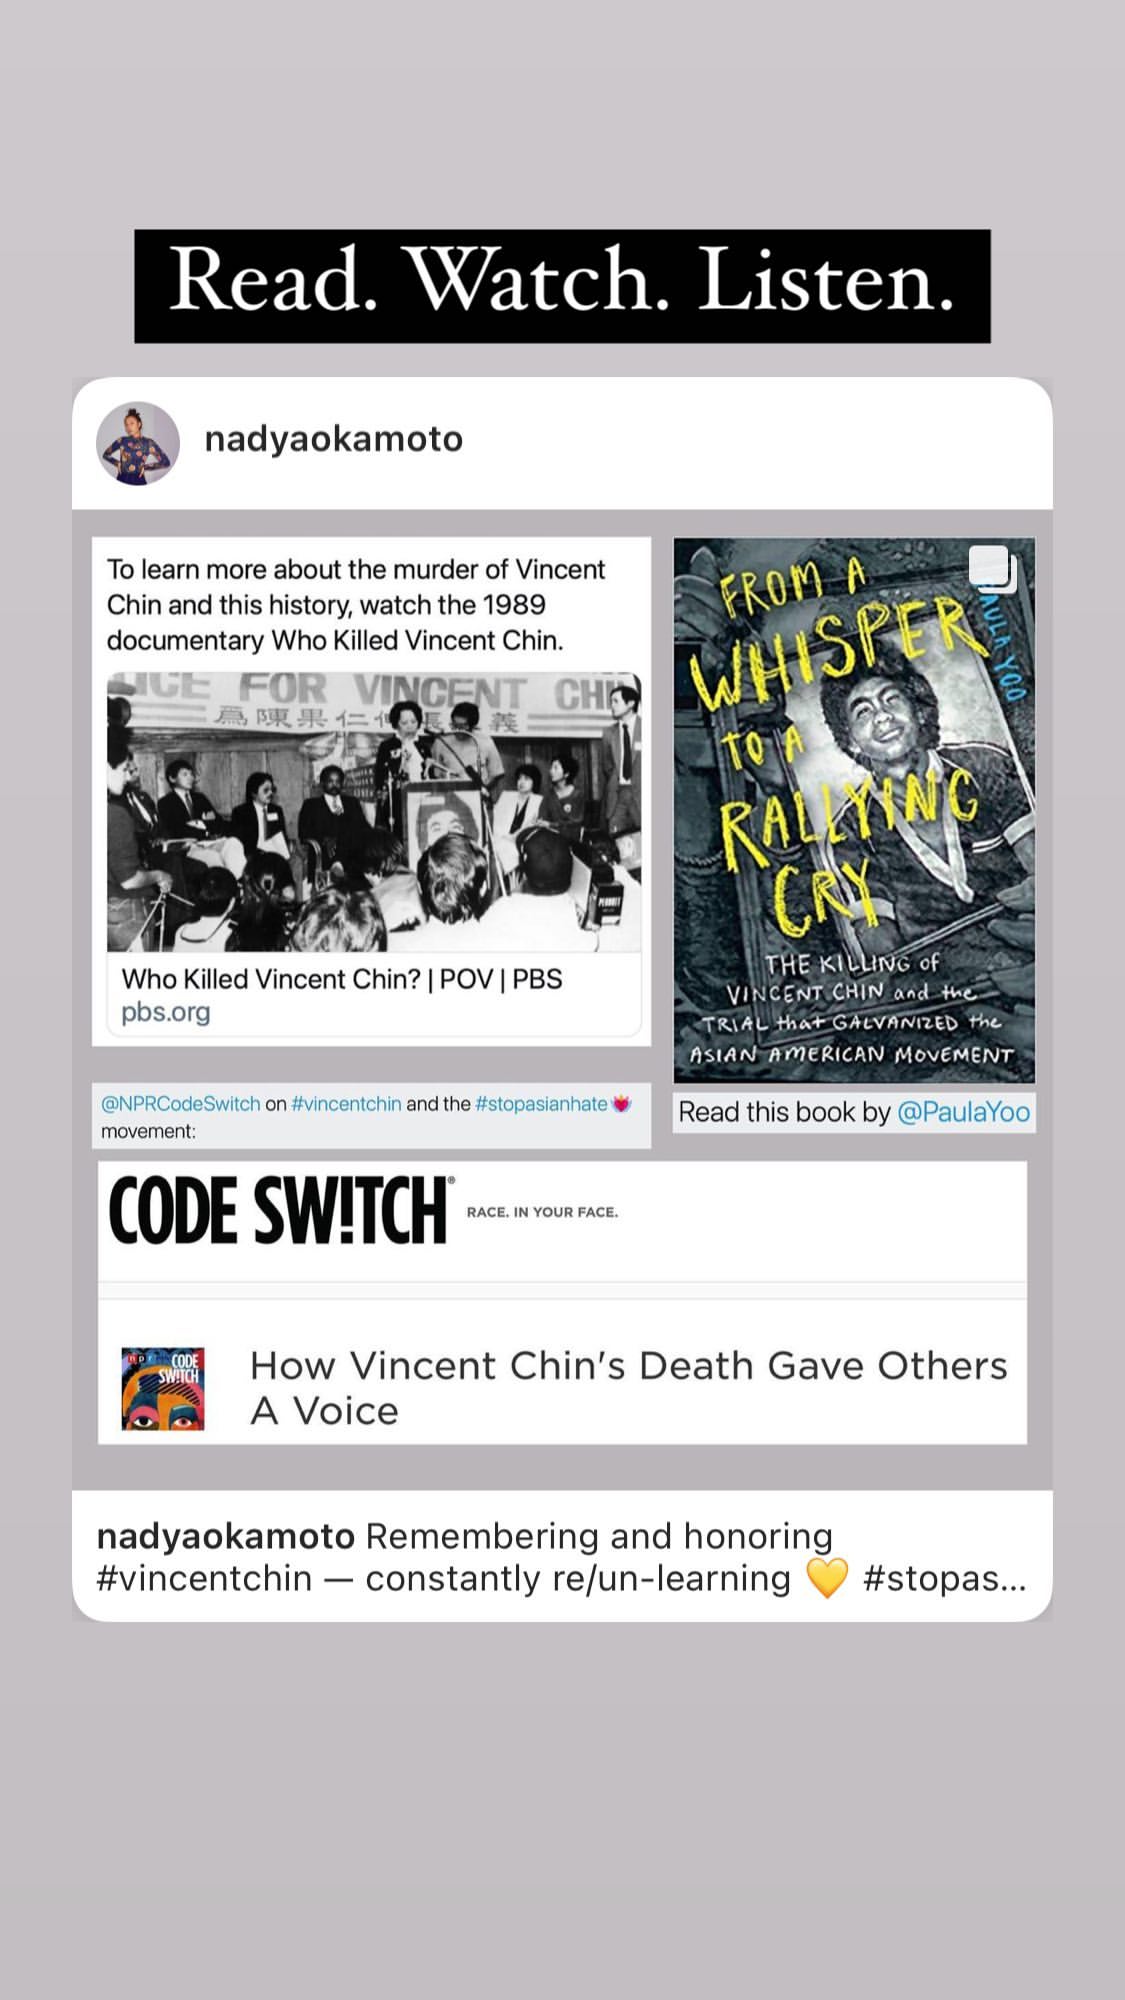 Read. Watch. Listen.
nadyaokamoto
To learn more about the murder of Vincent
Chin and this history, watch the 1989
documentary Who Killed Vincent Chin.
FOR VINCENT
爲陳果仁
義
Who Killed Vincent Chin? | POV | PBS
pbs.org
FROM A
WHISPER
TO A
RALLYING
CRY
PAULA YOO
THE KILLING of
VINCENT CHIN and the
TRIAL that GALVANIZED the
ASIAN AMERICAN MOVEMENT
Read this book by @PaulaYoo
@NPRCodeSwitch on #vincentchin and the #stopasianhate
movement:
CODE SW!TCH® RACE. IN YOUR FACE.
npr CODE
SW!TCH
How Vincent Chin's Death Gave Others
A Voice
nadyaokamoto Remembering and honoring
#vincentchin — constantly re/un-learning 💛 #stopas...